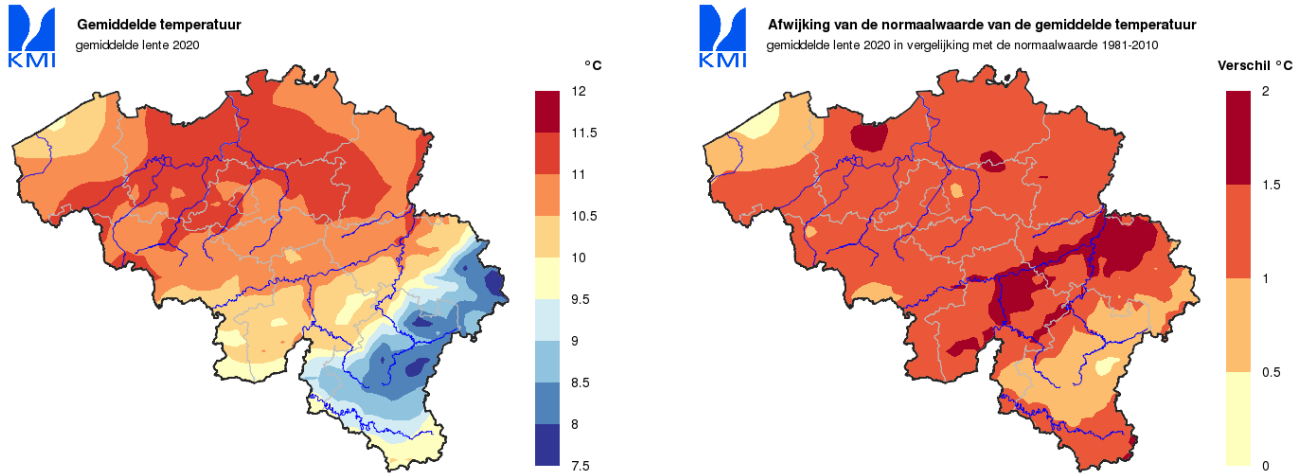 KMI
Gemiddelde temperatuur
gemiddelde lente 2020
°C
12
11.5
11
10.5
10
9.5
9
8.5
8
7.5
KMI
Afwijking van de normaalwaarde van de gemiddelde temperatuur
gemiddelde lente 2020 in vergelijking met de normaalwaarde 1981-2010
Verschil °C
2
1.5
1
0.5
0